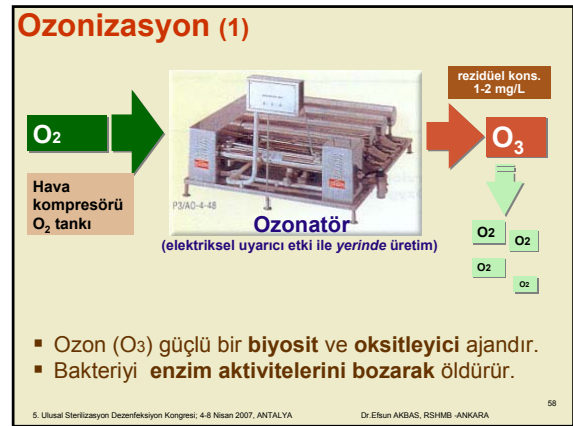 Ozonizasyon (1)
rezidüel kons.
1-2 mg/L
O2
O3
Hava
kompresörü
O2 tankı
P3/AO-4-48
Ozonatör
(elektriksel uyarıcı etki ile yerinde üretim)
O2
O2
O2
O2
▪ Ozon (O3) güçlü bir biyosit ve oksitleyici ajandır.
▪ Bakteriyi enzim aktivitelerini bozarak öldürür.
5. Ulusal Sterilizasyon Dezenfeksiyon Kongresi; 4-8 Nisan 2007, ANTALYA
Dr.Efsun AKBAS, RSHMB -ANKARA
58